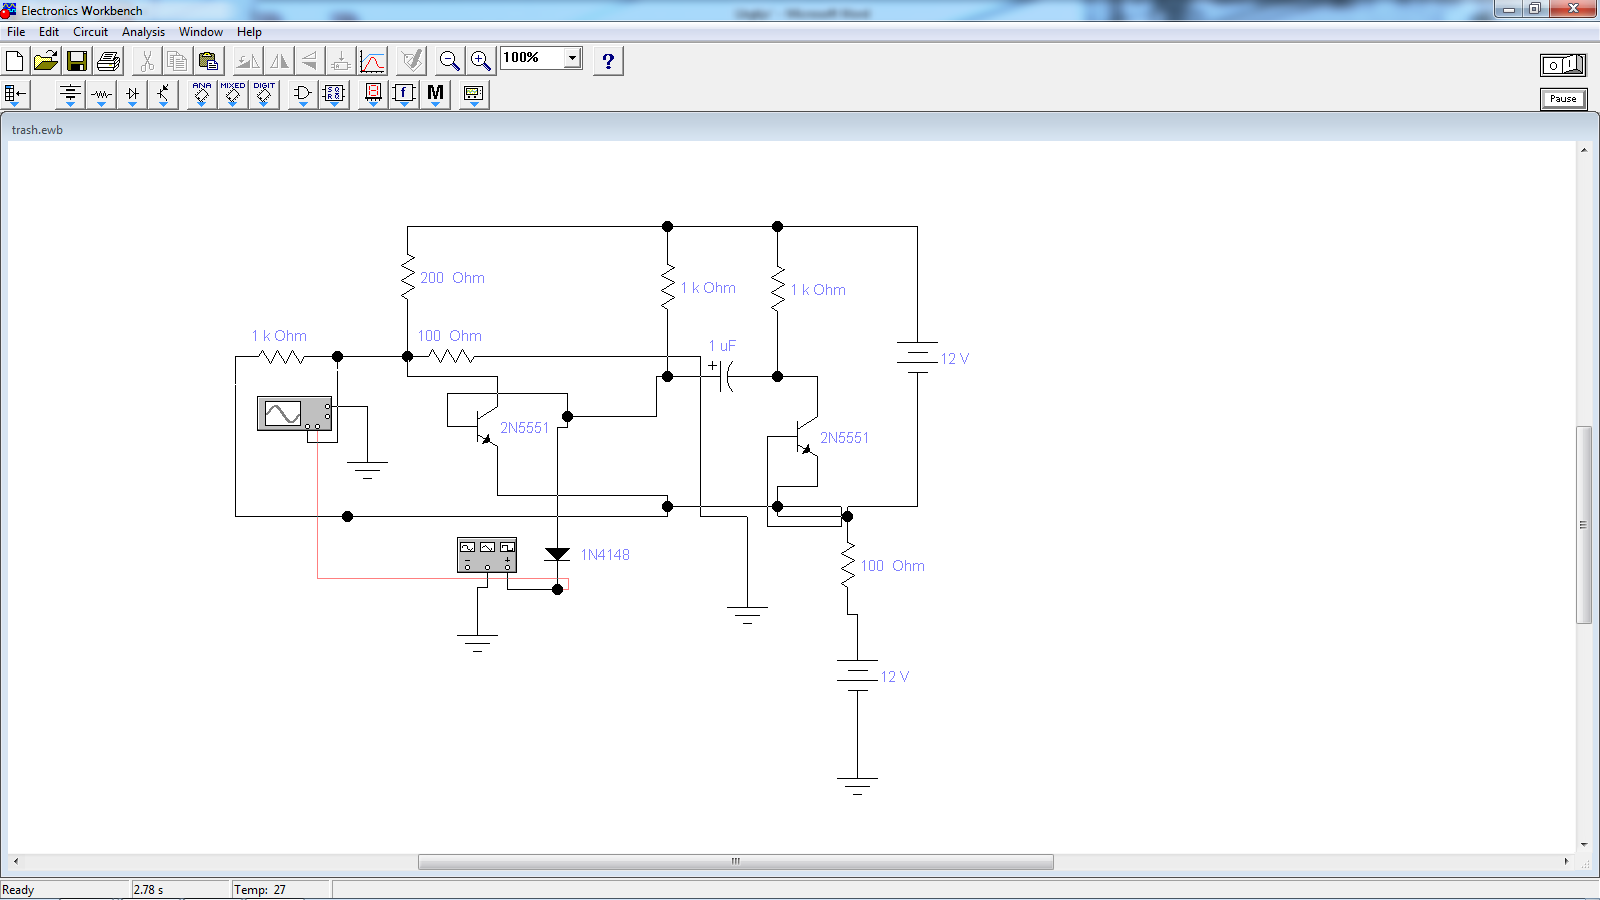 Electronics Workbench
File Edit Circuit Analysis Window Help
100%
?
ANA MIXED DIGIT
f
M
Pause
trash.ewb
200 Ohm
1 k Ohm
1 k Ohm
1 k Ohm
100 Ohm
1 uF
+
12 V
2N5551
2N5551
1N4148
100 Ohm
12 V
Ready
2.78 s
Temp: 27